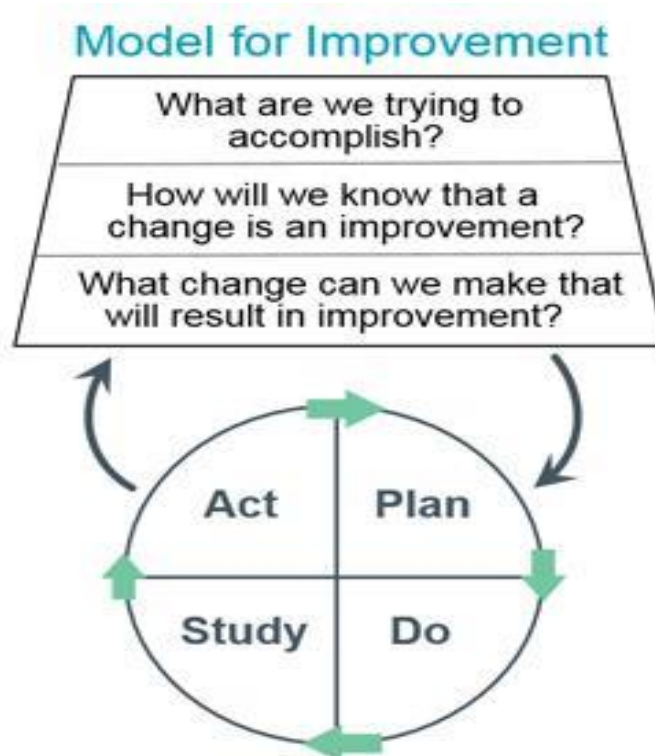 Model for Improvement
What are we trying to
accomplish?
How will we know that a
change is an improvement?
What change can we make that
will result in improvement?
Act
Plan
Study
Do